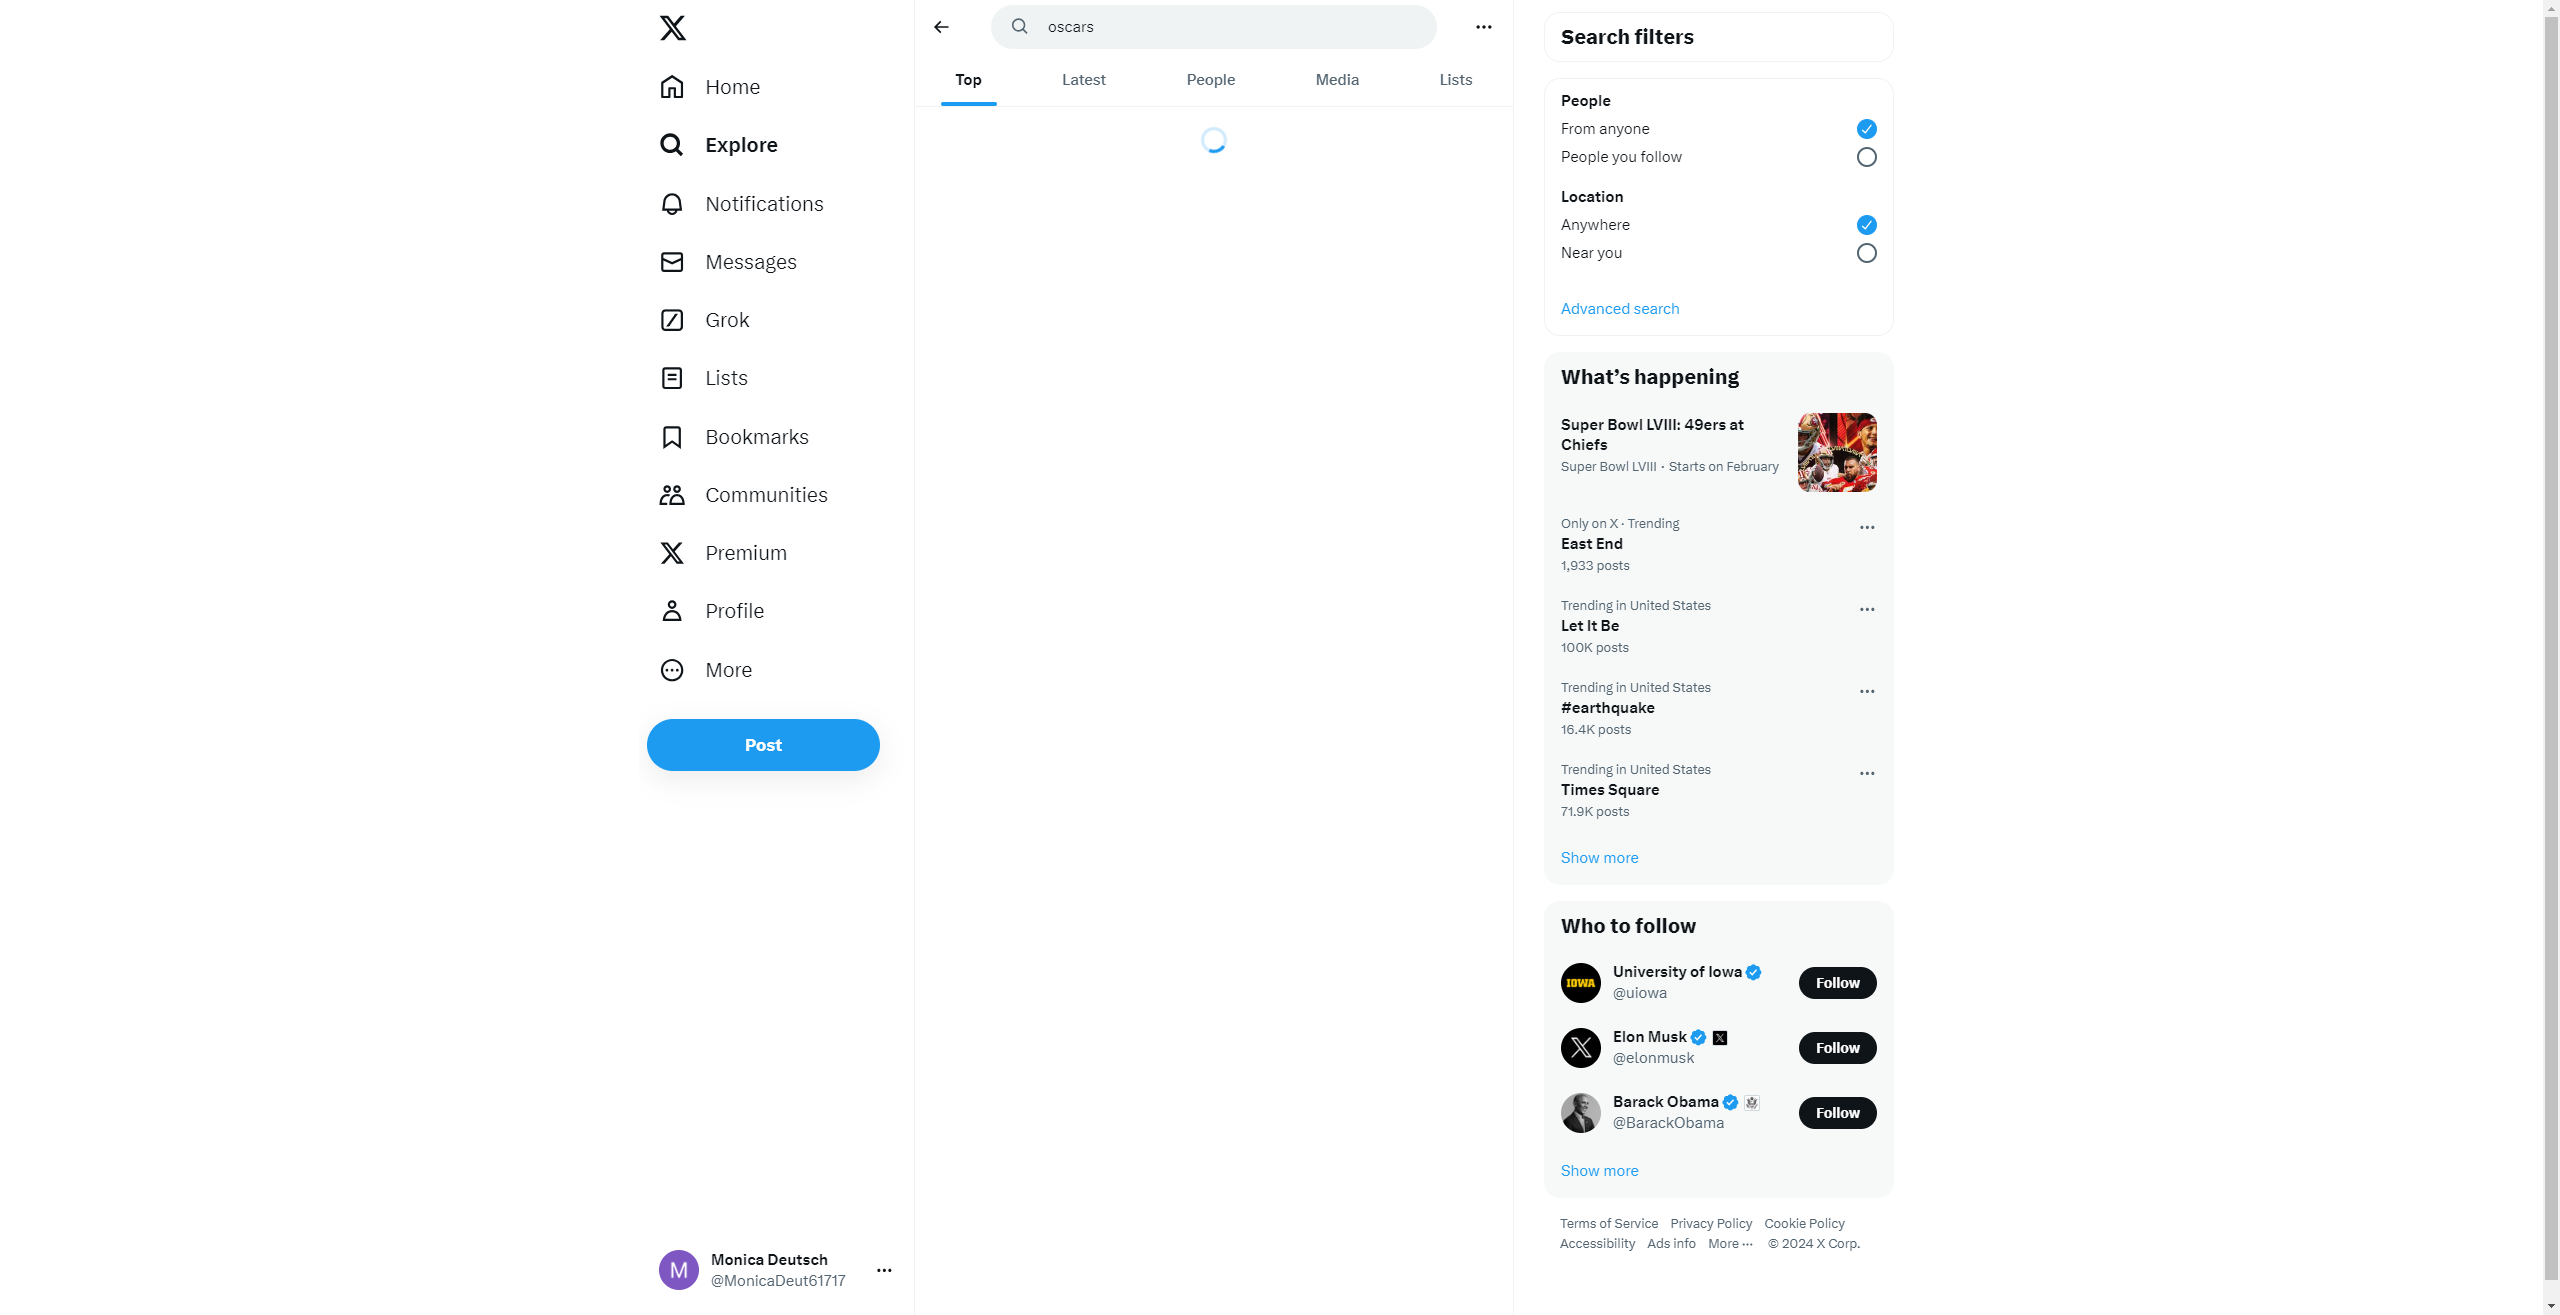 Home
Explore
Notifications
Messages
Grok
Lists
Bookmarks
Communities
Premium
Profile
More
Post
Monica Deutsch
@MonicaDeut61717
oscars
Top
Latest
People
Media
Lists
Search filters
People
From anyone
People you follow
Location
Anywhere
Near you
Advanced search
What’s happening
Super Bowl LVIII: 49ers at
Chiefs
Super Bowl LVIII · Starts on February
Only on X · Trending
East End
1,933 posts
Trending in United States
Let It Be
100K posts
Trending in United States
#earthquake
16.4K posts
Trending in United States
Times Square
71.9K posts
Show more
Who to follow
IOWA
University of Iowa
@uiowa
Follow
Elon Musk
@elonmusk
Follow
Barack Obama
@BarackObama
Follow
Show more
Terms of Service Privacy Policy Cookie Policy
Accessibility Ads info More ··· © 2024 X Corp.
M